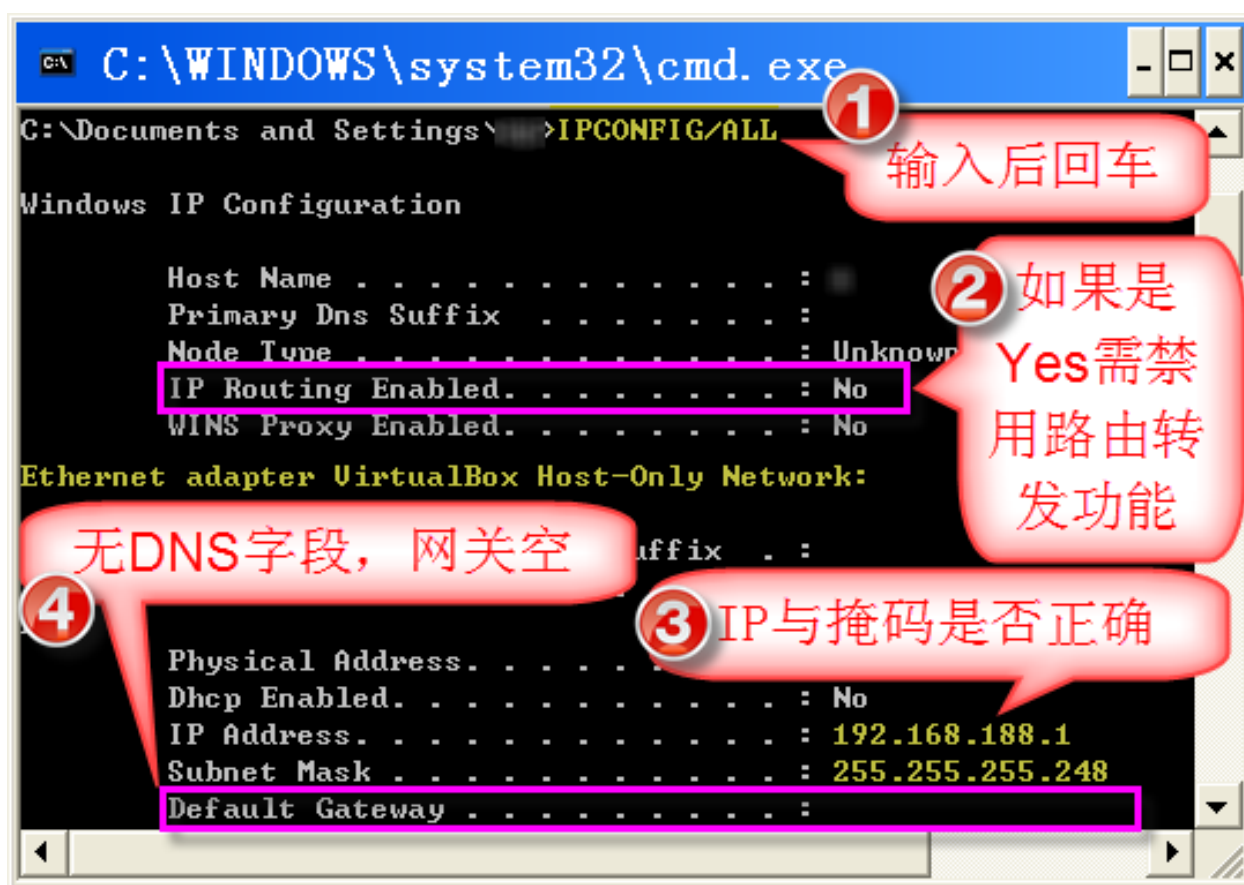 C:\WINDOWS\system32\cmd.exe
C:\Documents and Settings\ >IPCONFIG/ALL
1
输入后回车
Windows IP Configuration
Host Name . . . . . . . . . . . . :
Primary Dns Suffix . . . . . . . :
Node Type . . . . . . . . . . . . : Unknown
IP Routing Enabled. . . . . . . . : No
WINS Proxy Enabled. . . . . . . . : No
2
如果是
Yes需禁
用路由转
发功能
Ethernet adapter VirtualBox Host-Only Network:
无DNS字段，网关空
4
uffix . :
3
IP与掩码是否正确
Physical Address. . . . . .
Dhcp Enabled. . . . . . . . . . . : No
IP Address. . . . . . . . . . . . : 192.168.188.1
Subnet Mask . . . . . . . . . . . : 255.255.255.248
Default Gateway . . . . . . . . . :